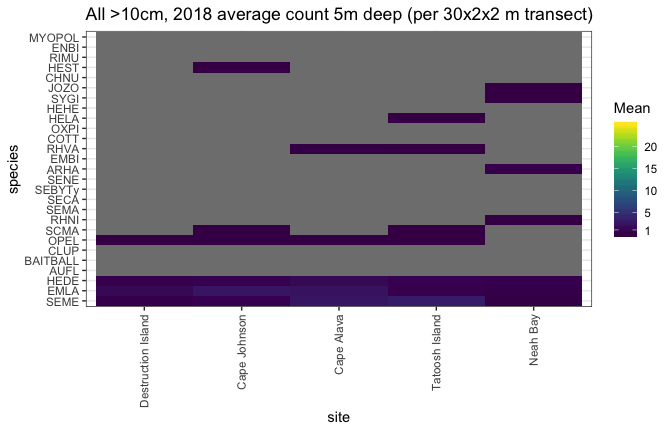 All >10cm, 2018 average count 5m deep (per 30x2x2 m transect)
MYOPOL
ENBI
RIMU
HEST
CHNU
JOZO
SYGI
HEHE
HELA
OXPI
COTT
RHVA
EMBI
ARHA
SENE
SEBYTy
SECA
SEMA
RHNI
SCMA
OPEL
CLUP
BAITBALL
AUFL
HEDE
EMLA
SEME
species
Destruction Island
Cape Johnson
Cape Alava
Tatoosh Island
Neah Bay
site
Mean
20
15
10
5
1